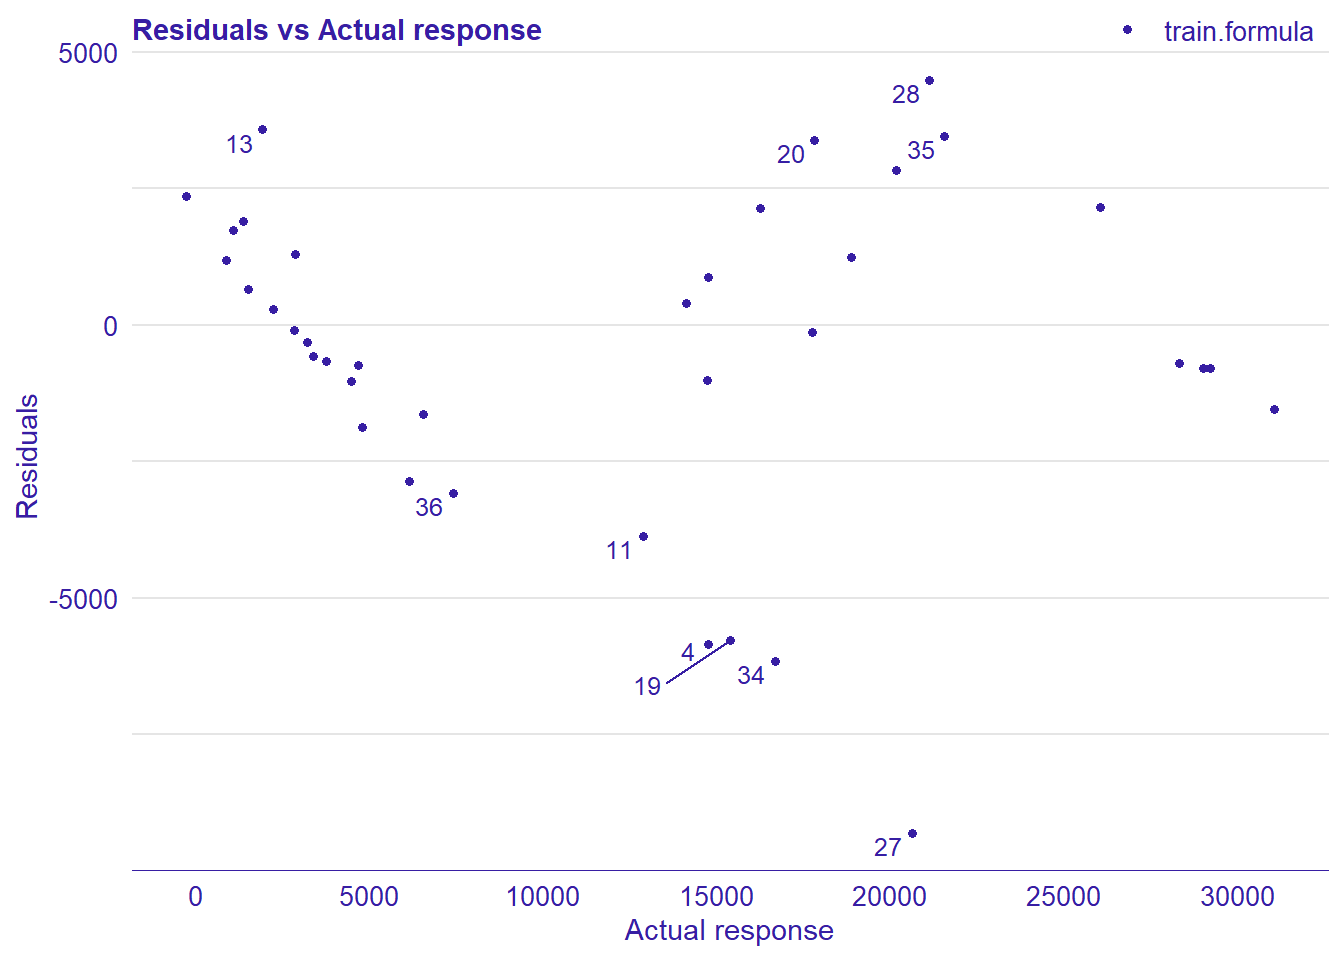 Residuals vs Actual response
train.formula
5000
28
13
35
20
0
Residuals
36
11
-5000
4
19
34
27
0 5000 10000 15000 20000 25000 30000
Actual response